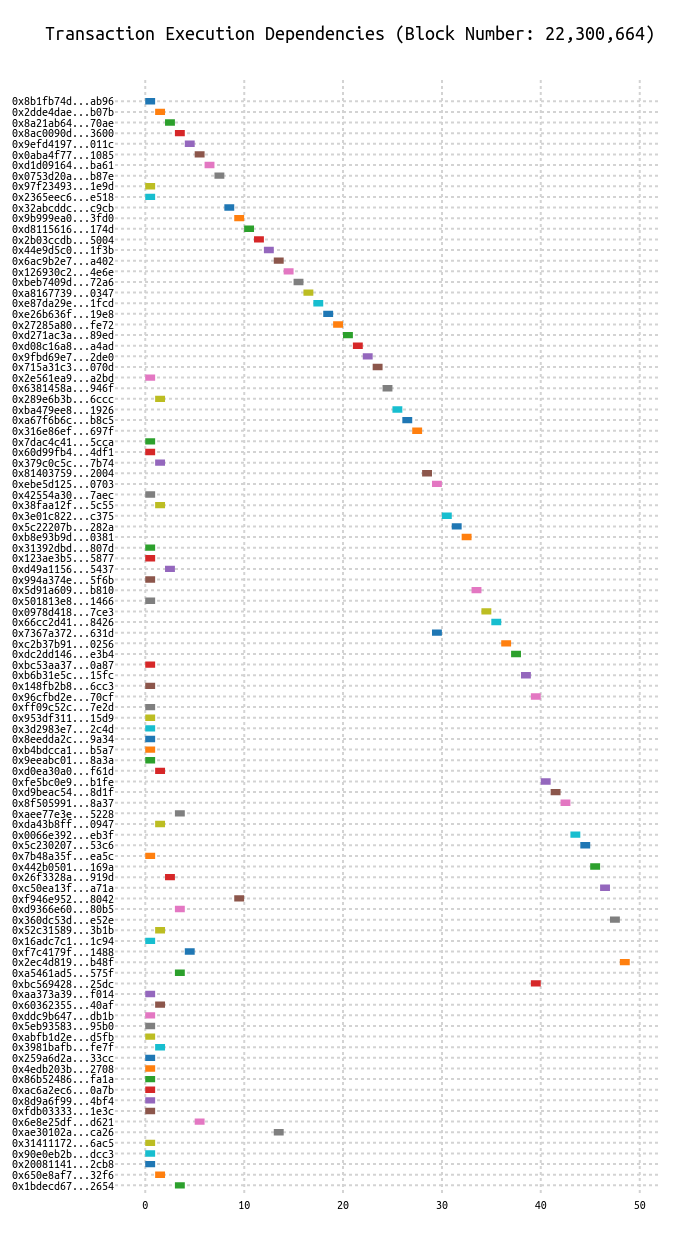 Transaction Execution Dependencies (Block Number: 22,300,664)
0x8b1fb74d...ab96
0x2dde4dae...b07b
0x8a21ab64...70ae
0x8ac0090d...3600
0x9efd4197...011c
0x0aba4f77...1085
0xd1d09164...ba61
0x0753d20a...b87e
0x97f23493...1e9d
0x2365eec6...e518
0x32abcddc...c9cb
0x9b999ea0...3fd0
0xd8115616...174d
0x2b03ccdb...5004
0x44e9d5c0...1f3b
0x6ac9b2e7...a402
0x126930c2...4e6e
0xbeb7409d...72a6
0xa8167739...0347
0xe87da29e...1fcd
0xe26b636f...19e8
0x27285a80...fe72
0xd271ac3a...89ed
0xd08c16a8...a4ad
0x9fbd69e7...2de0
0x715a31c3...070d
0x2e561ea9...a2bd
0x6381458a...946f
0x289e6b3b...6ccc
0xba479ee8...1926
0xa67f6b6c...b8c5
0x316e86ef...697f
0x7dac4c41...5cca
0x60d99fb4...4df1
0x379c0c5c...7b74
0x81403759...2004
0xebe5d125...0703
0x42554a30...7aec
0x38faa12f...5c55
0x3e01c822...c375
0x5c22207b...282a
0xb8e93b9d...0381
0x31392dbd...807d
0x123ae3b5...5877
0xd49a1156...5437
0x994a374e...5f6b
0x5d91a609...b810
0x501813e8...1466
0x0978d418...7ce3
0x66cc2d41...8426
0x7367a372...631d
0xc2b37b91...0256
0xdc2dd146...e3b4
0xbc53aa37...0a87
0xb6b31e5c...15fc
0x148fb2b8...6cc3
0x96cfbd2e...70cf
0xff09c52c...7e2d
0x953df311...15d9
0x3d2983e7...2c4d
0x8eedda2c...9a34
0xb4bdcca1...b5a7
0x9eeabc01...8a3a
0xd0ea30a0...f61d
0xfe5bc0e9...b1fe
0xd9beac54...8d1f
0x8f505991...8a37
0xaee77e3e...5228
0xda43b8ff...0947
0x0066e392...eb3f
0x5c230207...53c6
0x7b48a35f...ea5c
0x442b0501...169a
0x26f3328a...919d
0xc50ea13f...a71a
0xf946e952...8042
0xd9366e60...80b5
0x360dc53d...e52e
0x52c31589...3b1b
0x16adc7c1...1c94
0xf7c4179f...1488
0x2ec4d819...b48f
0xa5461ad5...575f
0xbc569428...25dc
0xaa373a39...f014
0x60362355...40af
0xddc9b647...db1b
0x5eb93583...95b0
0xabfb1d2e...d5fb
0x3981bafb...fe7f
0x259a6d2a...33cc
0x4edb203b...2708
0x86b52486...fa1a
0xac6a2ec6...0a7b
0x8d9a6f99...4bf4
0xfdb03333...1e3c
0x6e8e25df...d621
0xae30102a...ca26
0x31411172...6ac5
0x90e0eb2b...dcc3
0x20081141...2cb8
0x650e8af7...32f6
0x1bdecd67...2654
0 10 20 30 40 50